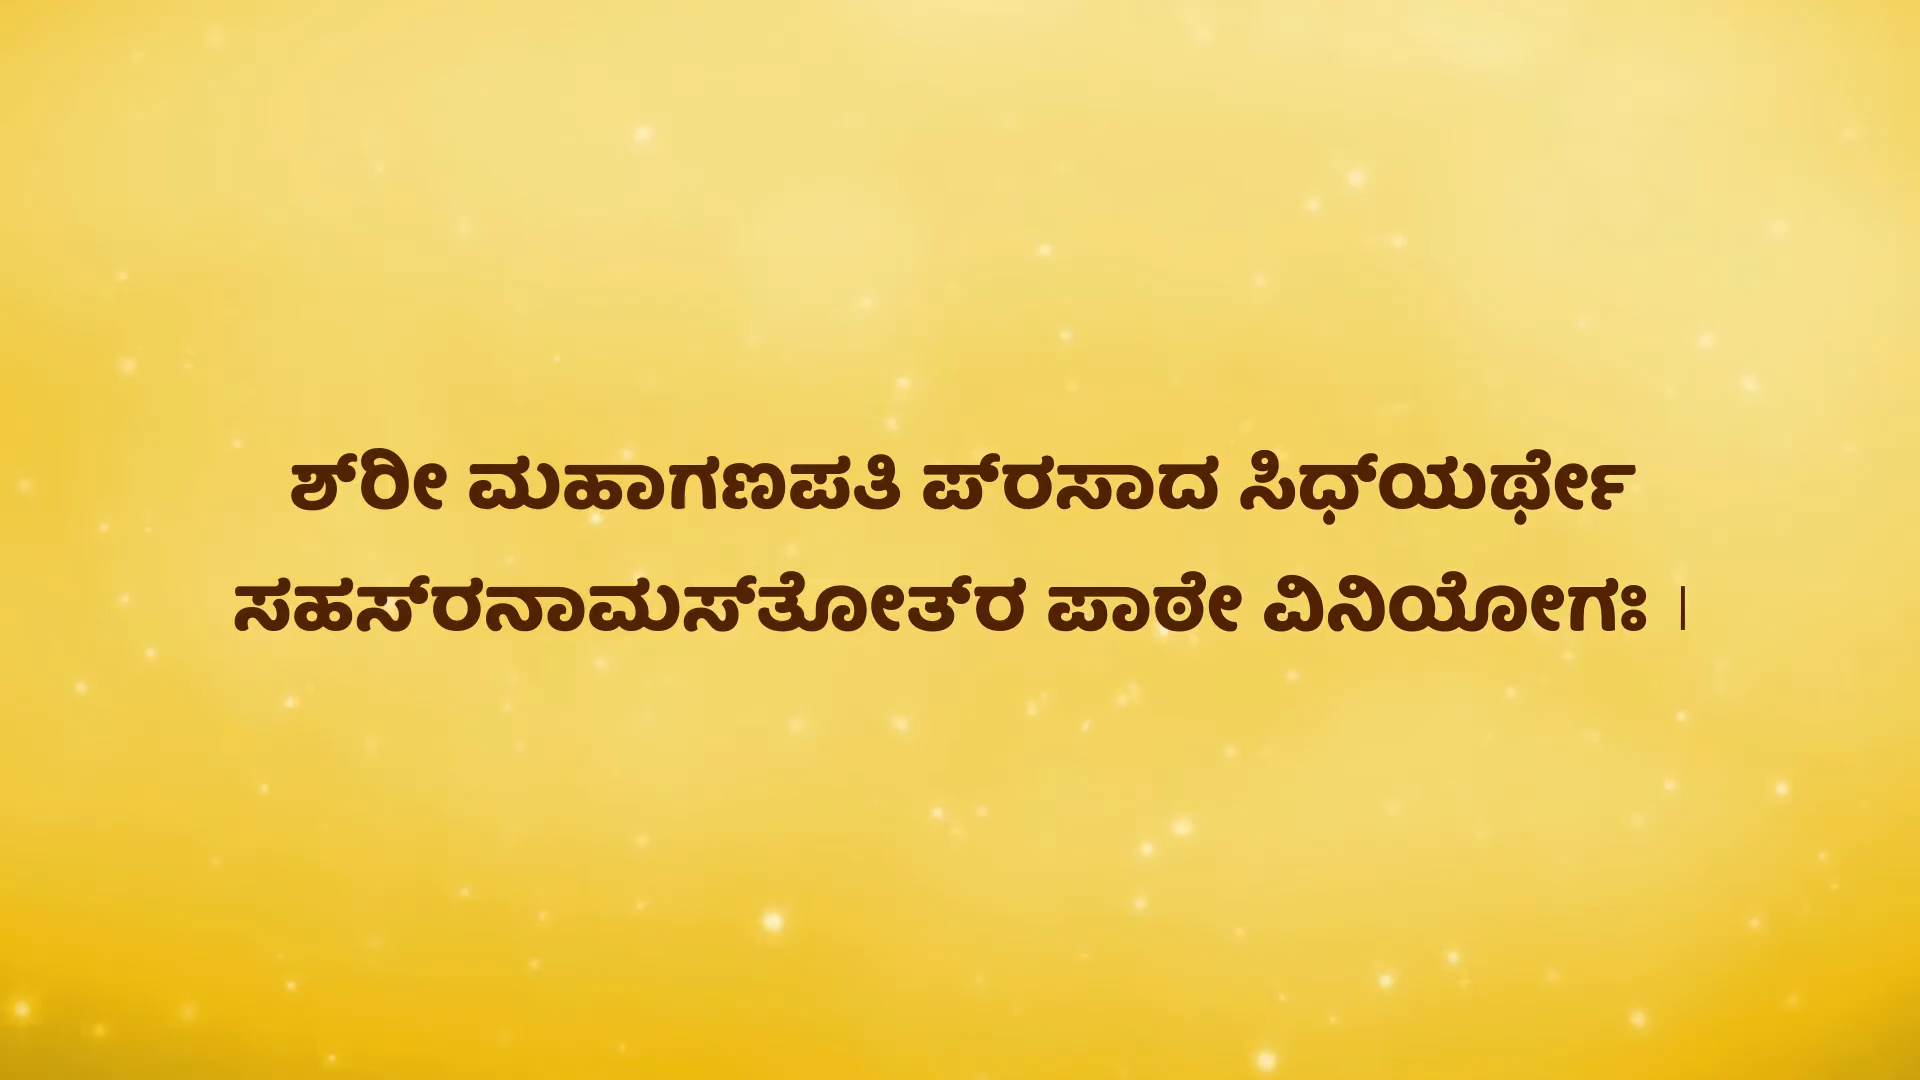 ಶ್‌ರೀ ಮಹಾಗಣಪತಿ ಪ್‌ರಸಾದ ಸಿಧ್‌ಯರ್ಥೇ
ಸಹಸ್‌ರನಾಮಸ್‌ತೋತ್‌ರ ಪಾಠೇ ವಿನಿಯೋಗಃ ।